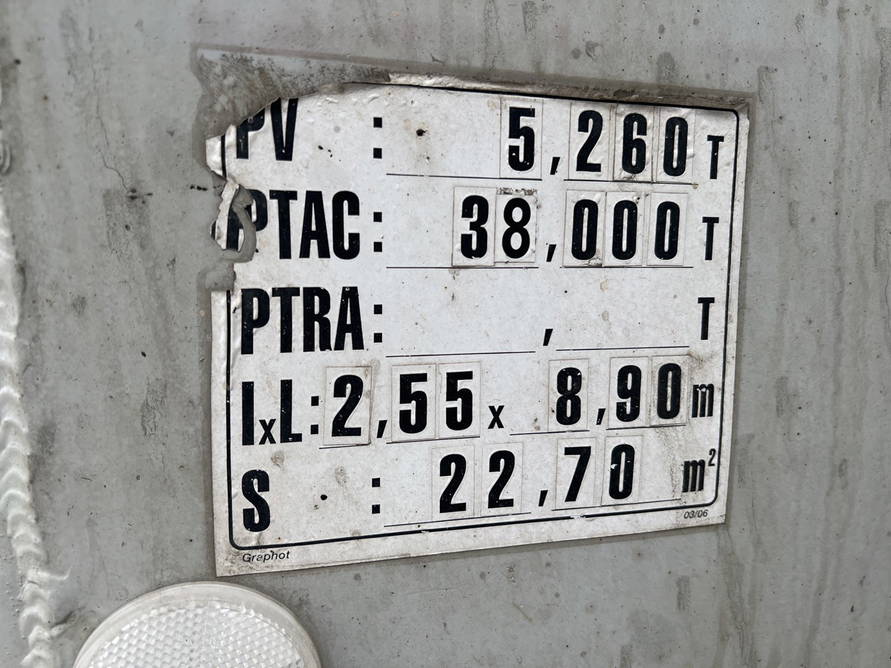 PV : 5,260 T
PTAC : 38,000 T
PTRA : , T
lxL : 2,55 x 8,90 m
S : 22,70 m²
Graphot 03/06